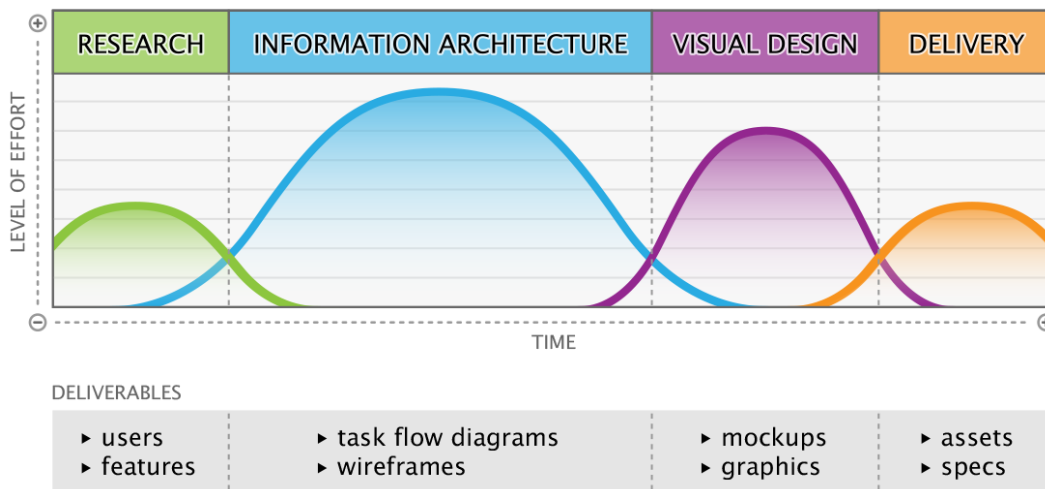 RESEARCH
INFORMATION ARCHITECTURE
VISUAL DESIGN
DELIVERY
LEVEL OF EFFORT
TIME
DELIVERABLES
▸ users
▸ features
▸ task flow diagrams
▸ wireframes
▸ mockups
▸ graphics
▸ assets
▸ specs